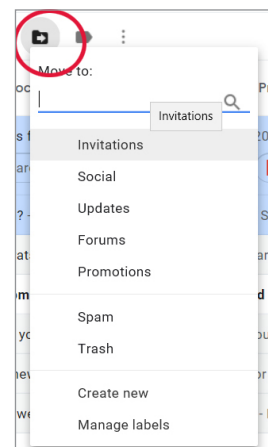 Move to:
Invitations
Invitations
Social
Updates
Forums
Promotions
Spam
Trash
Create new
Manage labels